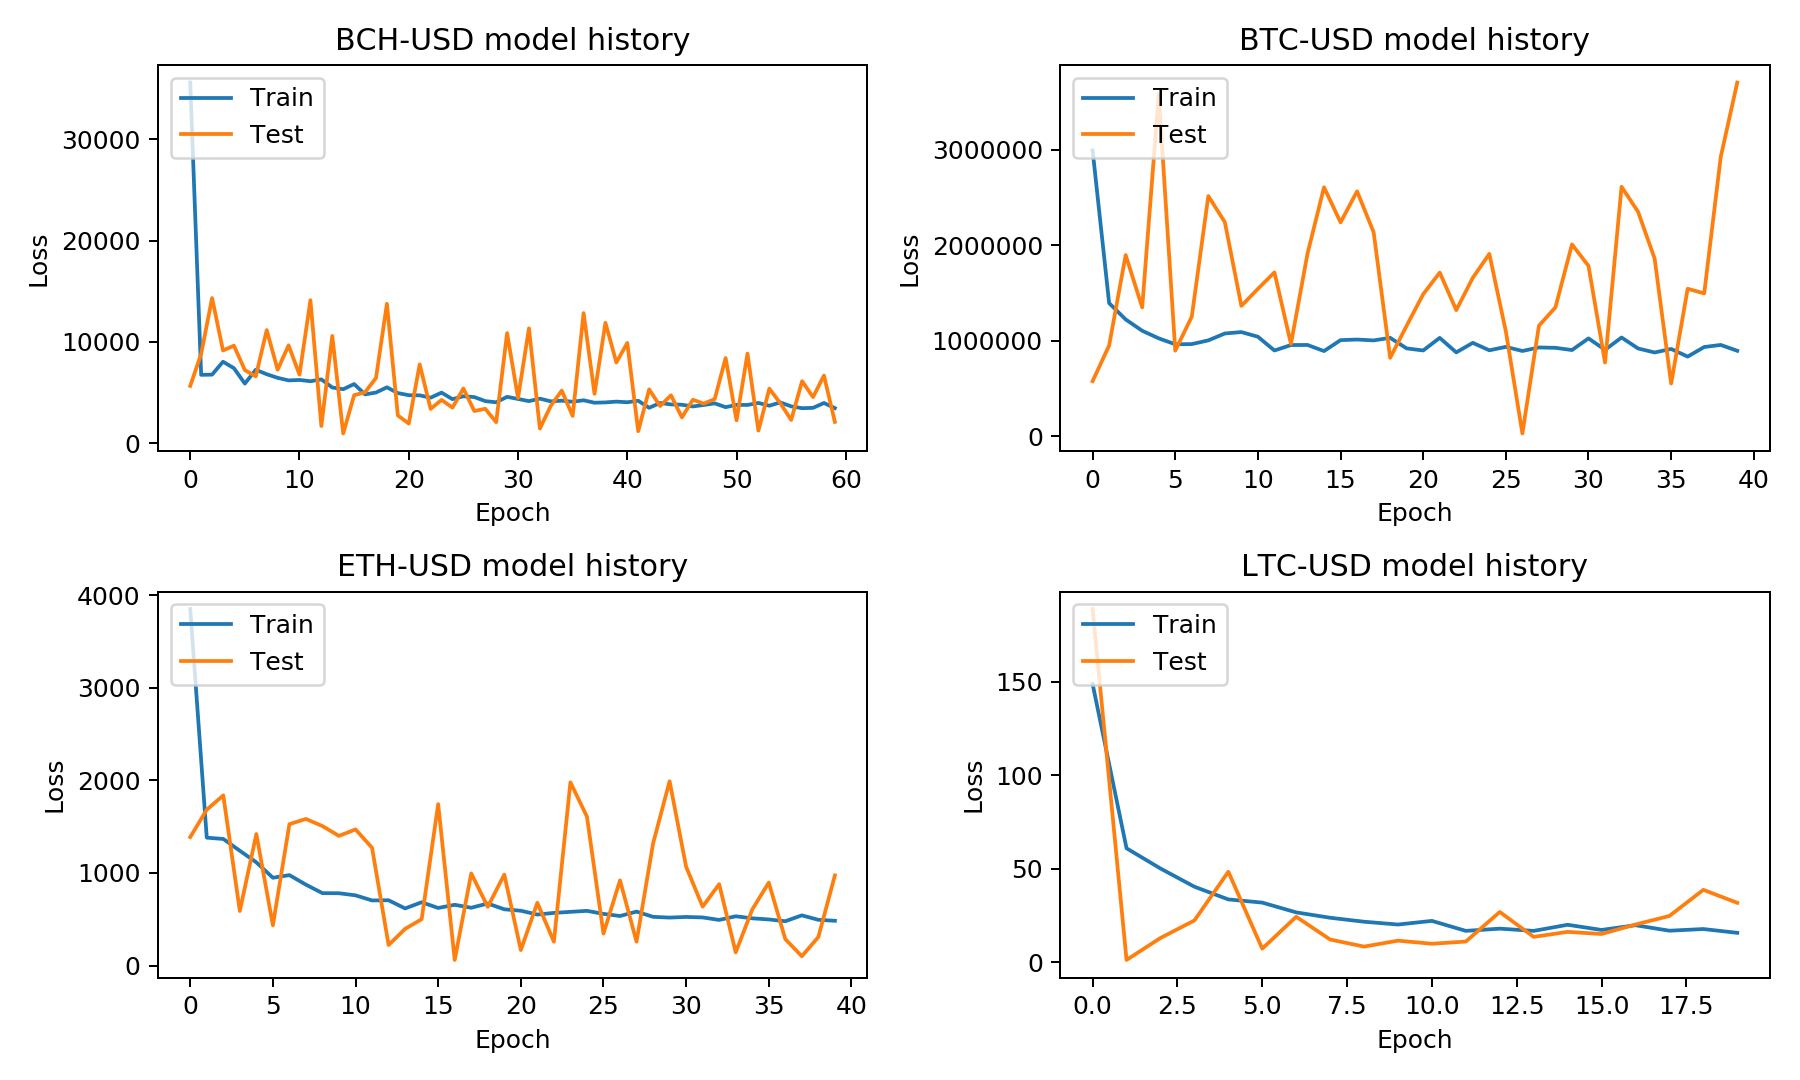 BCH-USD model history
Train
Test
30000
20000
10000
0
Loss
0 10 20 30 40 50 60
Epoch
BTC-USD model history
Train
Test
3000000
2000000
1000000
0
Loss
0 5 10 15 20 25 30 35 40
Epoch
ETH-USD model history
Train
Test
4000
3000
2000
1000
0
Loss
0 5 10 15 20 25 30 35 40
Epoch
LTC-USD model history
Train
Test
150
100
50
0
Loss
0.0 2.5 5.0 7.5 10.0 12.5 15.0 17.5
Epoch